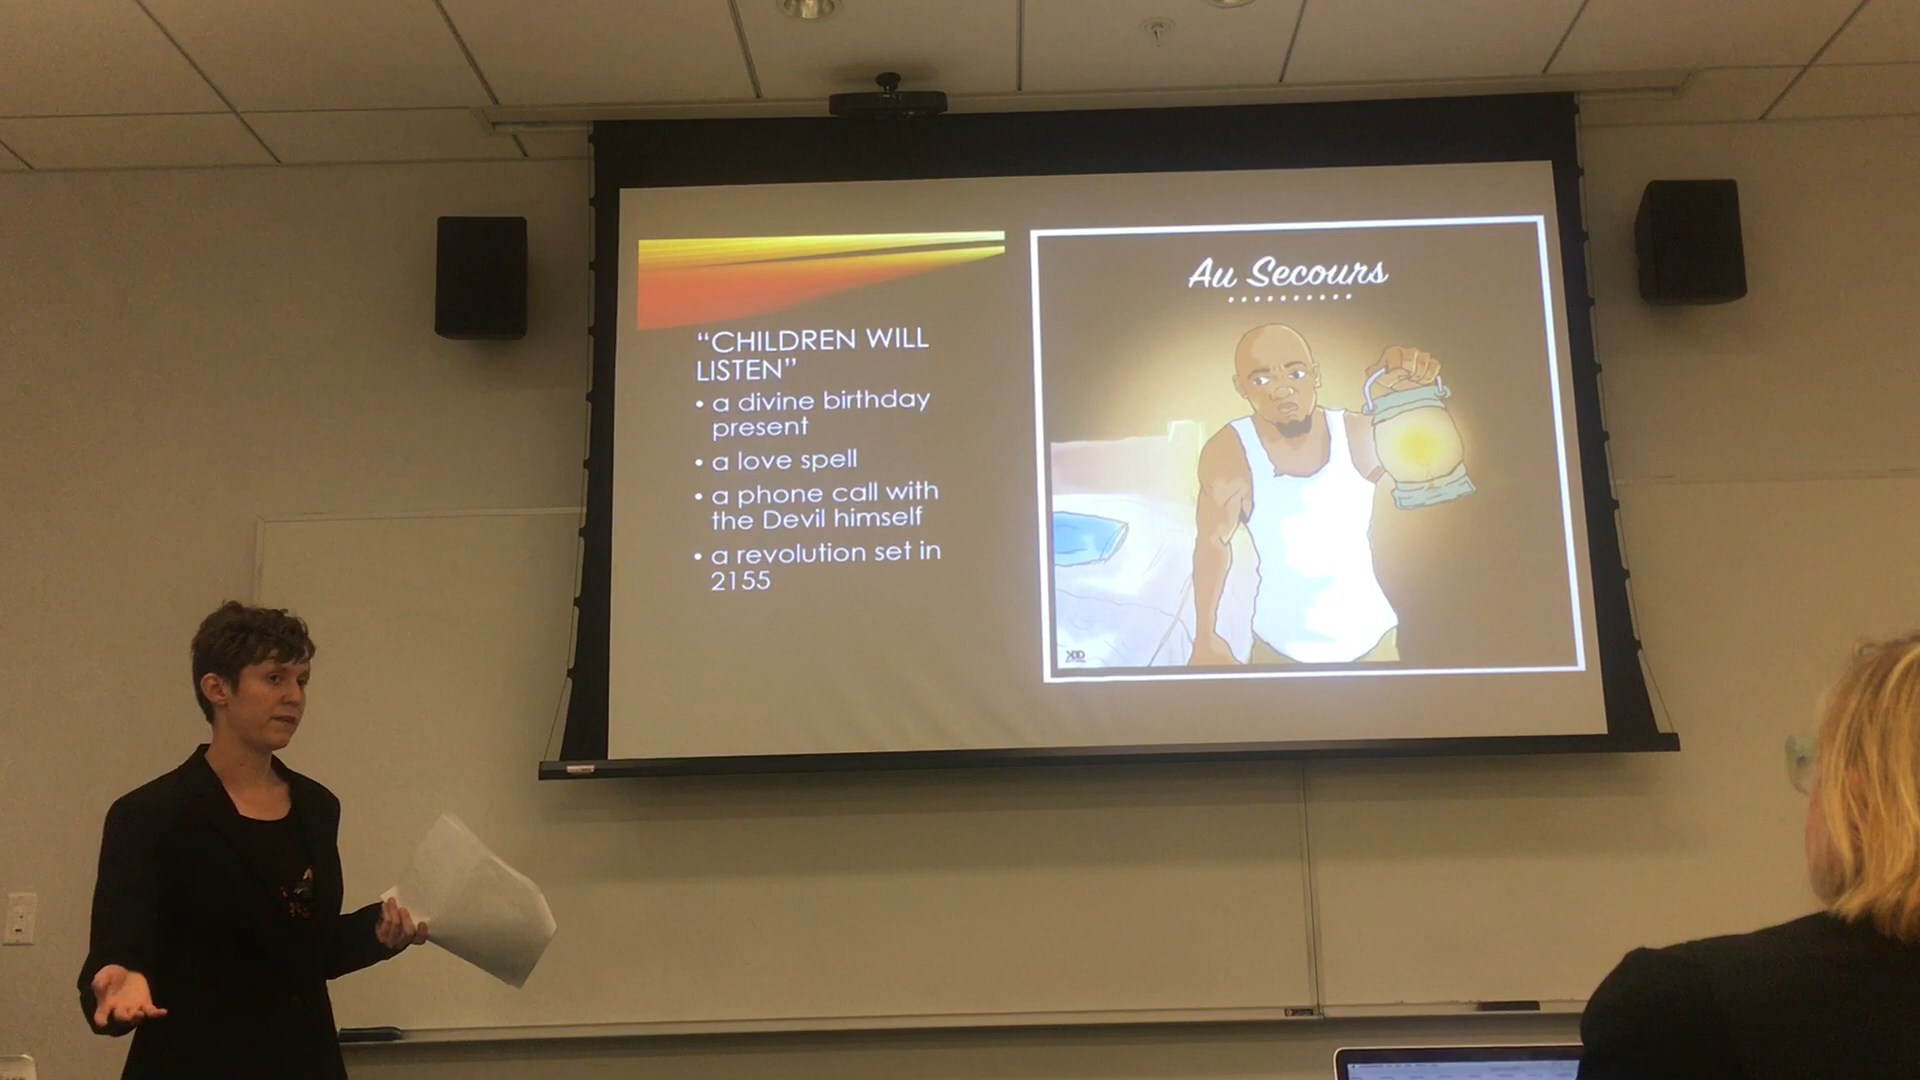 “CHILDREN WILL
LISTEN”
• a divine birthday
present
• a love spell
• a phone call with
the Devil himself
• a revolution set in
2155
Au Secours